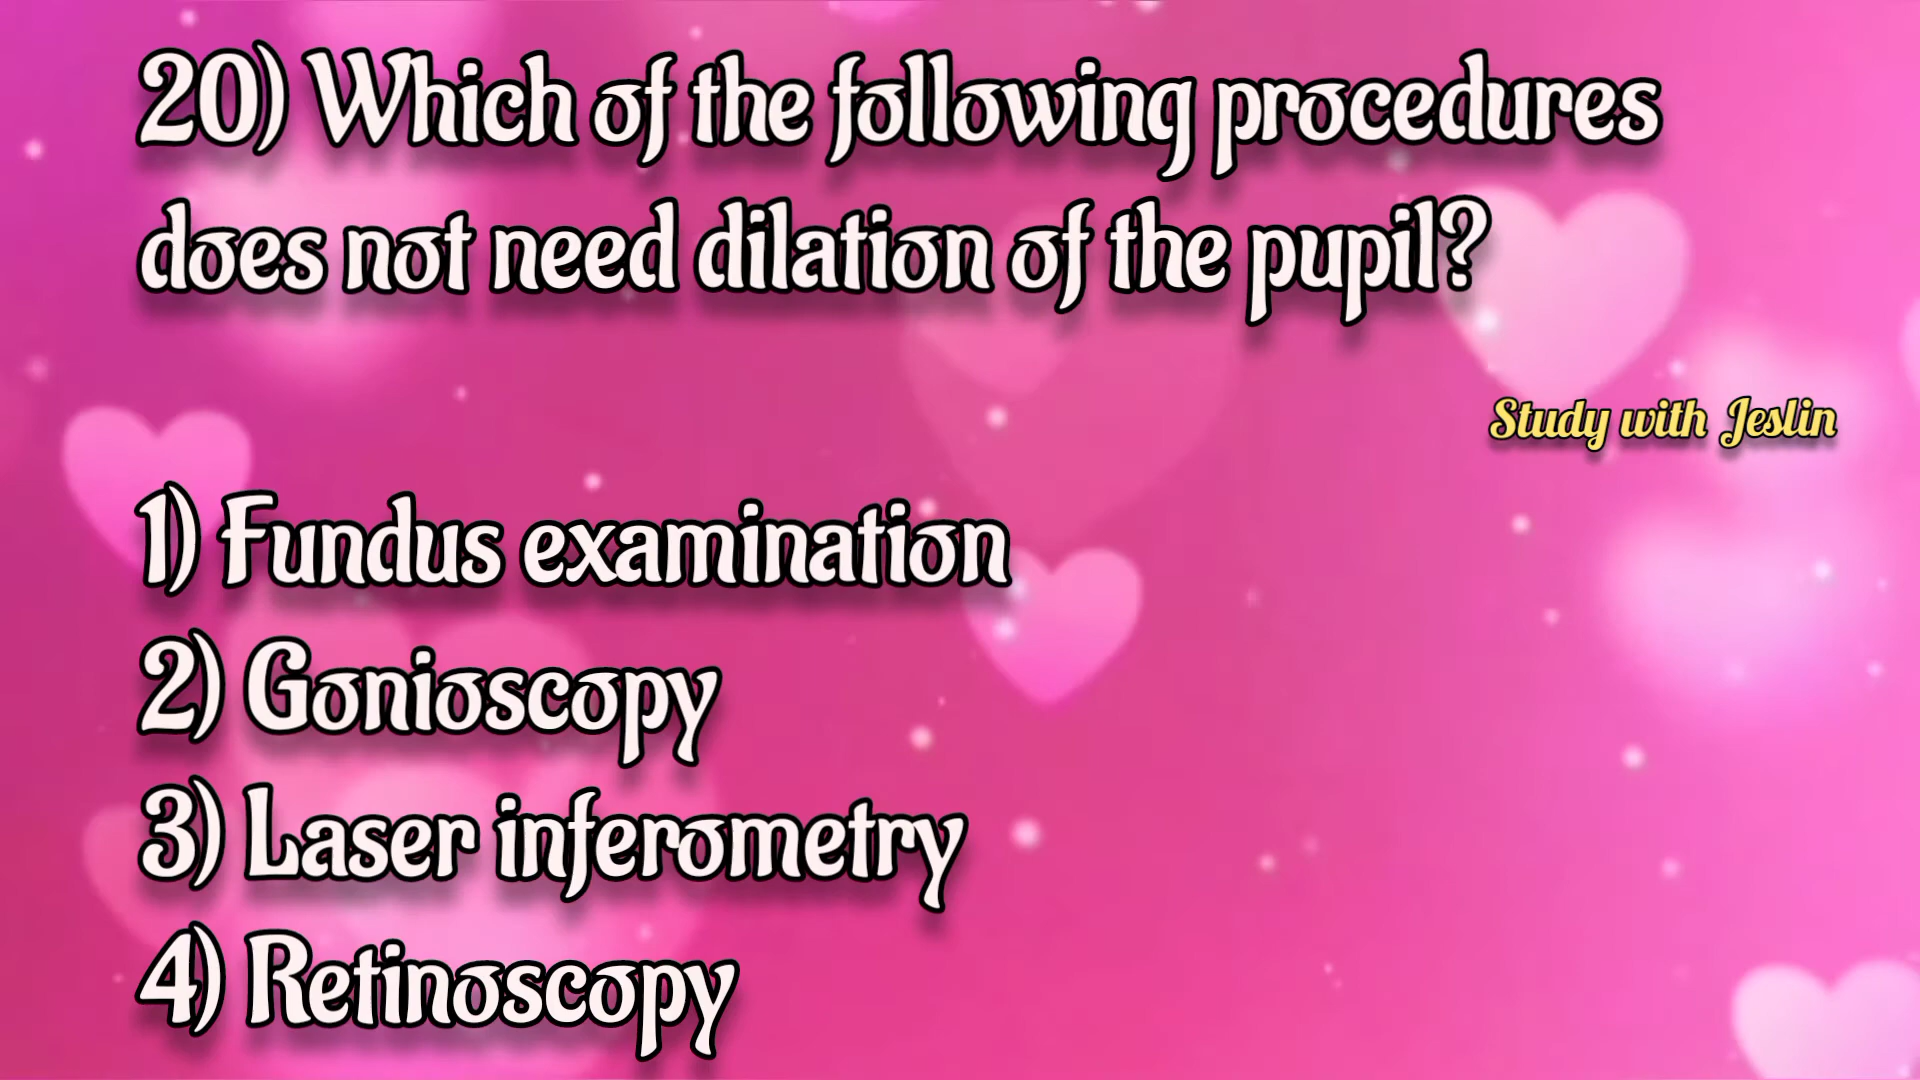 20) Which of the following procedures
does not need dilation of the pupil?
Study with Jeslin
1) Fundus examination
2) Gonioscopy
3) Laser inferometry
4) Retinoscopy